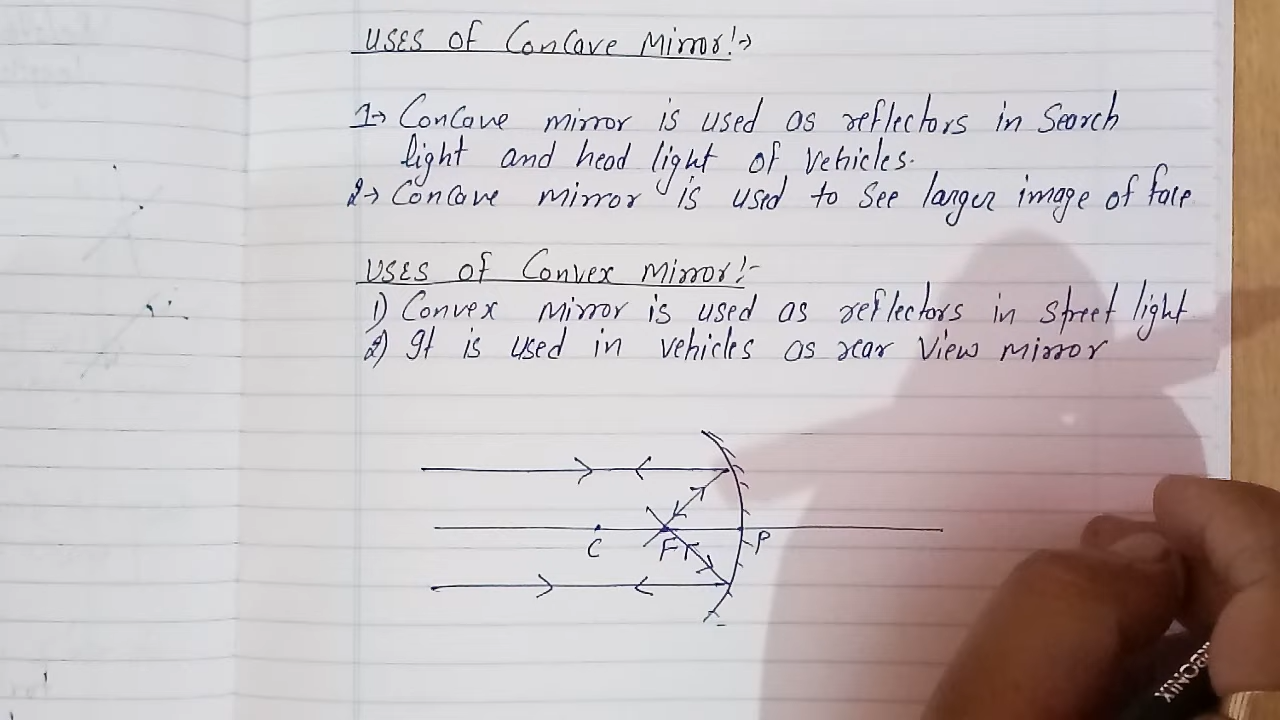 USES of Concave Mirror!→
1→ Concave mirror is used as reflectors in Search
light and head light of vehicles.
2→ Concave mirror is used to See larger image of face
USES of Convex Mirror!-
1) Convex mirror is used as reflectors in street light
2) It is used in vehicles as rear view mirror
C F P